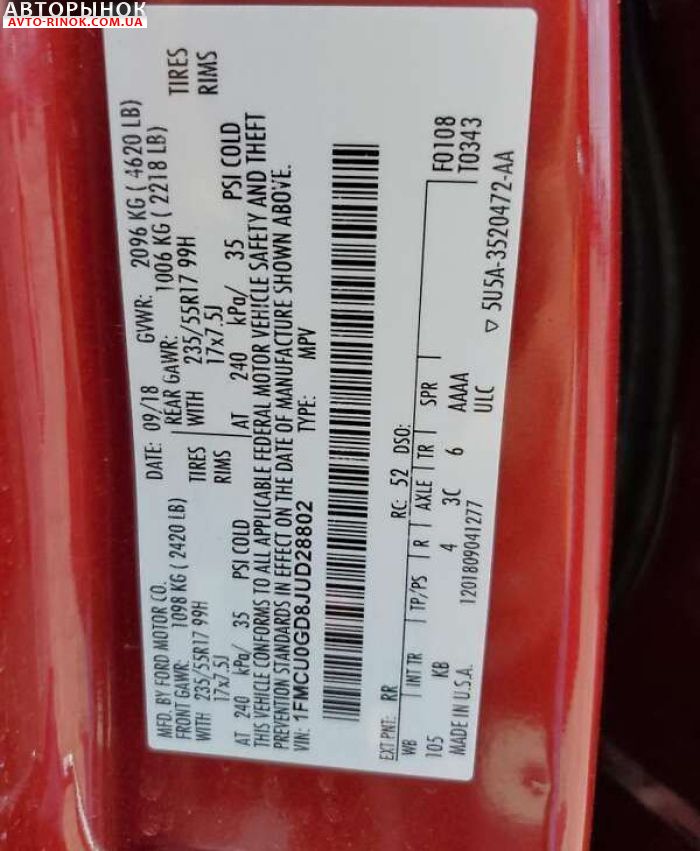 АВТОРЫНОК
AVTO-RINOK.COM.UA
MFD. BY FORD MOTOR CO.
DATE: 09/18 GVWR: 2096 KG ( 4620 LB)
FRONT GAWR: 1098 KG ( 2420 LB) REAR GAWR: 1006 KG ( 2218 LB)
WITH 235/55R17 99H TIRES WITH 235/55R17 99H TIRES
17x7.5J RIMS 17x7.5J RIMS
AT 240 kPa/ 35 PSI COLD AT 240 kPa/ 35 PSI COLD
THIS VEHICLE CONFORMS TO ALL APPLICABLE FEDERAL MOTOR VEHICLE SAFETY AND THEFT
PREVENTION STANDARDS IN EFFECT ON THE DATE OF MANUFACTURE SHOWN ABOVE.
VIN: 1FMCU0GD8JUD28802 TYPE: MPV
EXT PNT: RR RC: 52 DSO: F0108
WB INT TR TP/PS R AXLE TR SPR T0343
105 KB 4 3C 6 AAAA
MADE IN U.S.A. 1201809041277 ULC
▽ 5U5A-3520472-AA